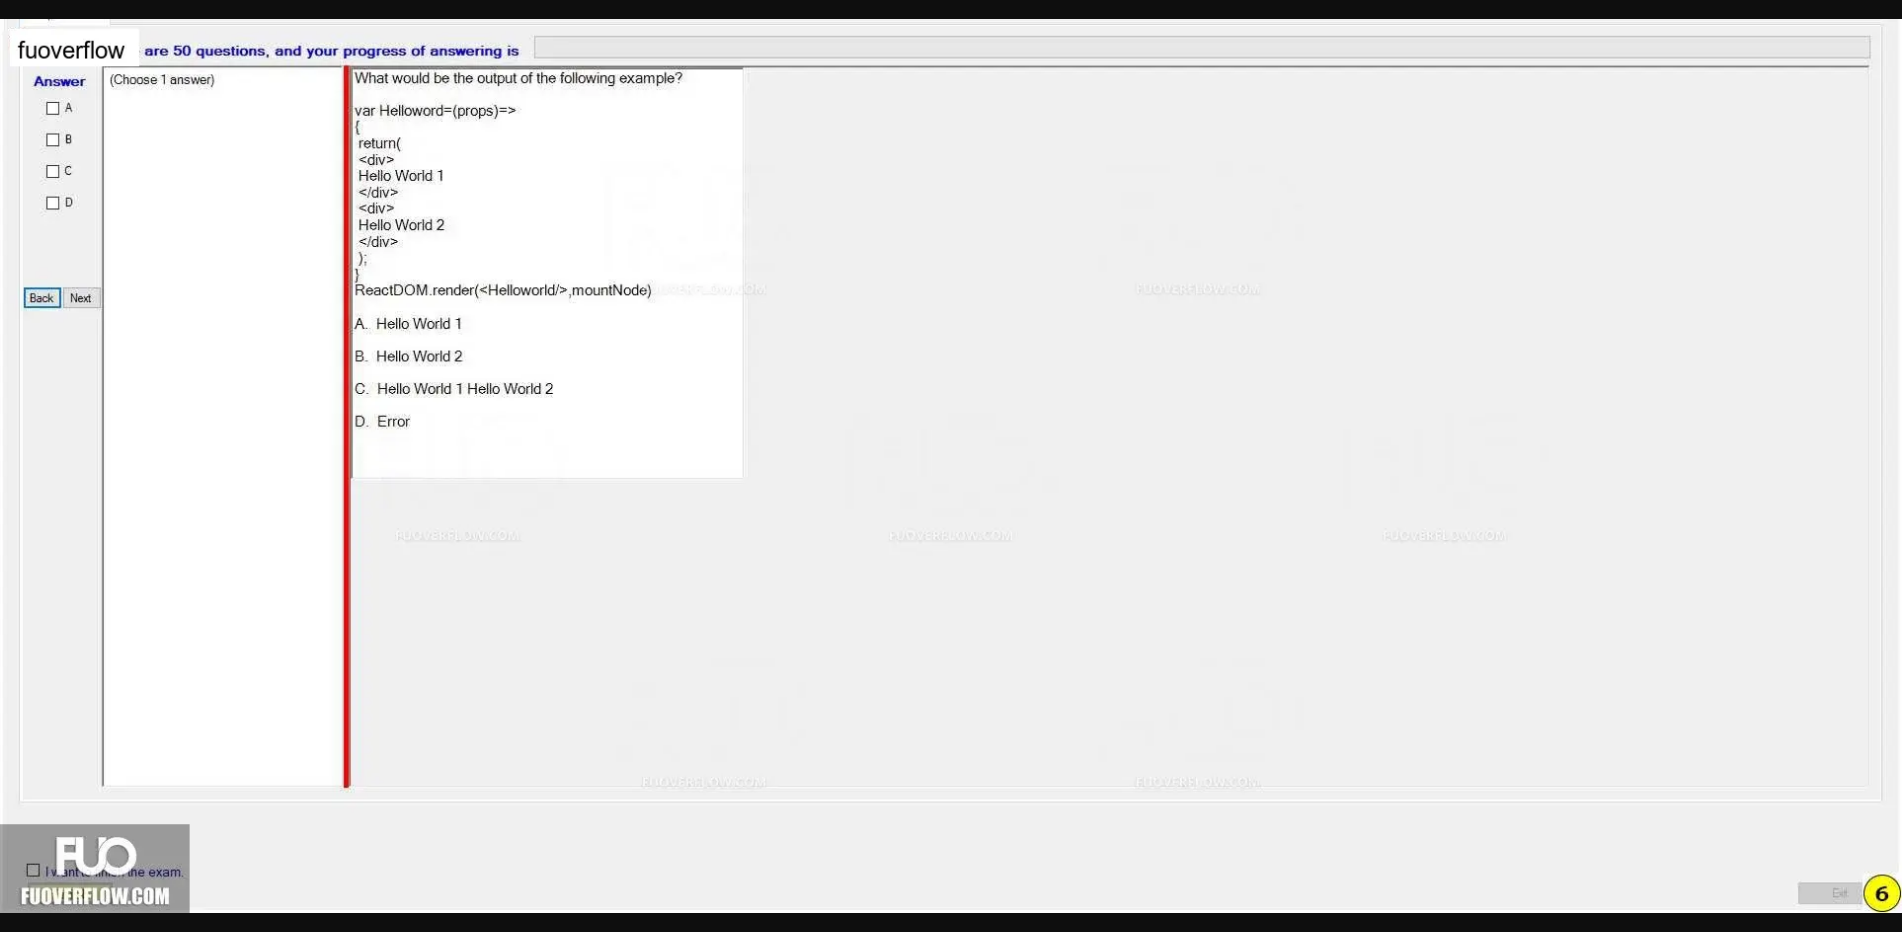 fuoverflow are 50 questions, and your progress of answering is
Answer
(Choose 1 answer)
A
B
C
D
Back Next
What would be the output of the following example?
var Helloword=(props)=>
{
return(
<div>
Hello World 1
</div>
<div>
Hello World 2
</div>
);
}
ReactDOM.render(<Helloworld/>,mountNode)
A. Hello World 1
B. Hello World 2
C. Hello World 1 Hello World 2
D. Error
FUOVERFLOW.COM
FUOVERFLOW.COM FUOVERFLOW.COM FUOVERFLOW.COM
FUOVERFLOW.COM FUOVERFLOW.COM
FUO
I want to finish the exam.
FUOVERFLOW.COM
Exit
6